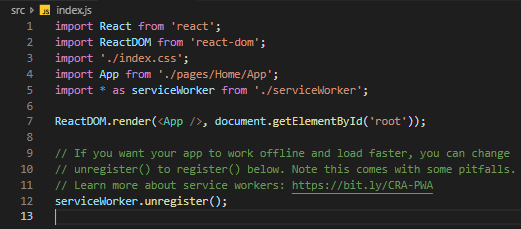 src > JS index.js
1 import React from 'react';
2 import ReactDOM from 'react-dom';
3 import './index.css';
4 import App from './pages/Home/App';
5 import * as serviceWorker from './serviceWorker';
6
7 ReactDOM.render(<App />, document.getElementById('root'));
8
9 // If you want your app to work offline and load faster, you can change
10 // unregister() to register() below. Note this comes with some pitfalls.
11 // Learn more about service workers: https://bit.ly/CRA-PWA
12 serviceWorker.unregister();
13